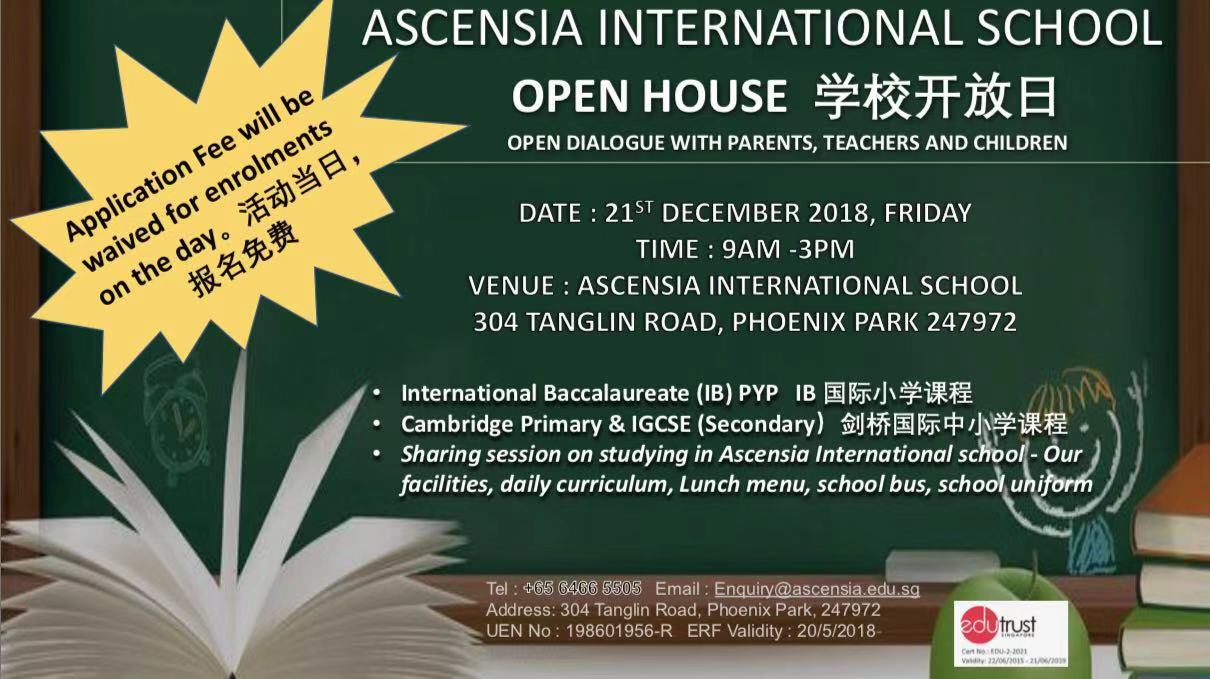 ASCENSIA INTERNATIONAL SCHOOL
OPEN HOUSE 学校开放日
OPEN DIALOGUE WITH PARENTS, TEACHERS AND CHILDREN
Application Fee will be
waived for enrolments
on the day。活动当日，
报名免费
DATE : 21ST DECEMBER 2018, FRIDAY
TIME : 9AM -3PM
VENUE : ASCENSIA INTERNATIONAL SCHOOL
304 TANGLIN ROAD, PHOENIX PARK 247972
• International Baccalaureate (IB) PYP IB 国际小学课程
• Cambridge Primary & IGCSE (Secondary） 剑桥国际中小学课程
• Sharing session on studying in Ascensia International school - Our
facilities, daily curriculum, Lunch menu, school bus, school uniform
Tel : +65 6466 5505 Email : Enquiry@ascensia.edu.sg
Address: 304 Tanglin Road, Phoenix Park, 247972
UEN No : 198601956-R ERF Validity : 20/5/2018-
edutrust
SINGAPORE
Cert No.: EDU-2-2021
Validity: 22/06/2015 - 21/06/2019